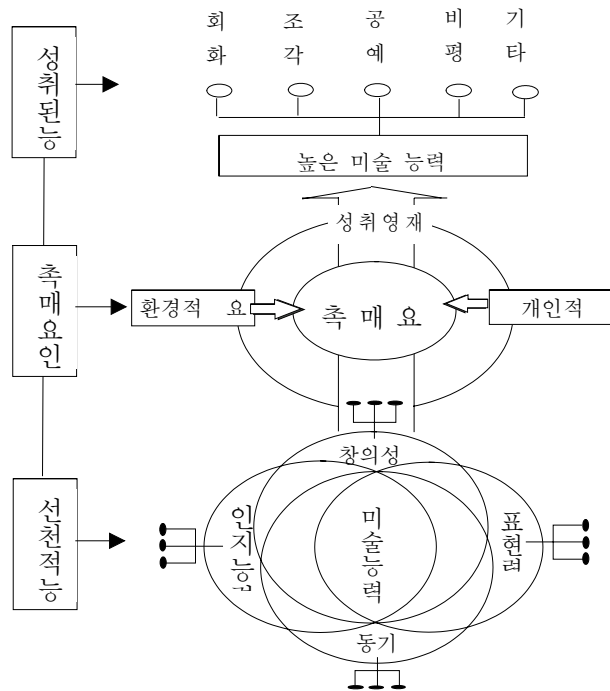 회화
조각
공예
비평
기타
성취된능
높은 미술 능력
성취영재
촉매요인
환경적 요
촉 매 요
개인적
창의성
선천적능
인지능
미술능력
표현력
동기